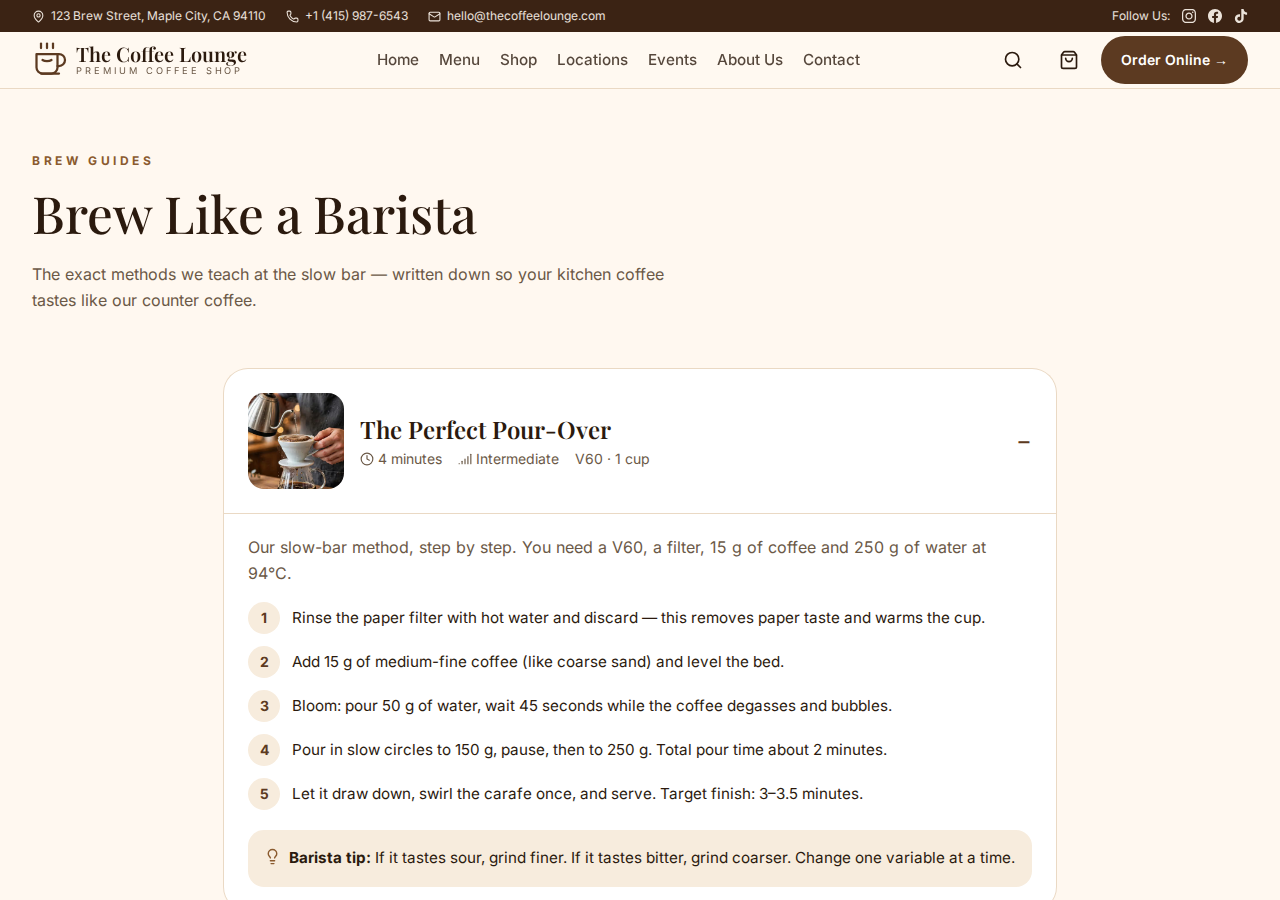 123 Brew Street, Maple City, CA 94110
+1 (415) 987-6543
hello@thecoffeelounge.com
Follow Us:
The Coffee Lounge
PREMIUM COFFEE SHOP
Home
Menu
Shop
Locations
Events
About Us
Contact
Order Online →
BREW GUIDES
Brew Like a Barista
The exact methods we teach at the slow bar — written down so your kitchen coffee
tastes like our counter coffee.
The Perfect Pour-Over
4 minutes
Intermediate
V60 · 1 cup
Our slow-bar method, step by step. You need a V60, a filter, 15 g of coffee and 250 g of water at
94°C.
1 Rinse the paper filter with hot water and discard — this removes paper taste and warms the cup.
2 Add 15 g of medium-fine coffee (like coarse sand) and level the bed.
3 Bloom: pour 50 g of water, wait 45 seconds while the coffee degasses and bubbles.
4 Pour in slow circles to 150 g, pause, then to 250 g. Total pour time about 2 minutes.
5 Let it draw down, swirl the carafe once, and serve. Target finish: 3–3.5 minutes.
Barista tip: If it tastes sour, grind finer. If it tastes bitter, grind coarser. Change one variable at a time.